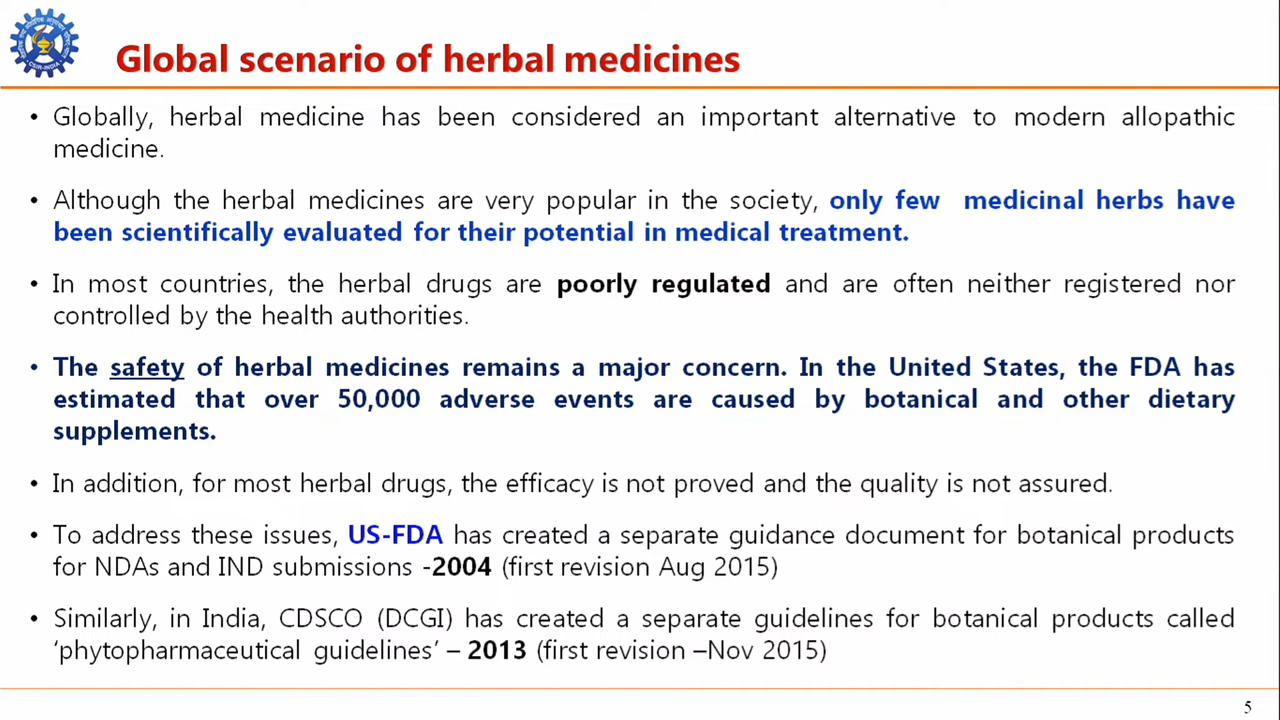 Global scenario of herbal medicines
• Globally, herbal medicine has been considered an important alternative to modern allopathic
medicine.
• Although the herbal medicines are very popular in the society, only few medicinal herbs have
been scientifically evaluated for their potential in medical treatment.
• In most countries, the herbal drugs are poorly regulated and are often neither registered nor
controlled by the health authorities.
• The safety of herbal medicines remains a major concern. In the United States, the FDA has
estimated that over 50,000 adverse events are caused by botanical and other dietary
supplements.
• In addition, for most herbal drugs, the efficacy is not proved and the quality is not assured.
• To address these issues, US-FDA has created a separate guidance document for botanical products
for NDAs and IND submissions -2004 (first revision Aug 2015)
• Similarly, in India, CDSCO (DCGI) has created a separate guidelines for botanical products called
‘phytopharmaceutical guidelines’ – 2013 (first revision –Nov 2015)
5